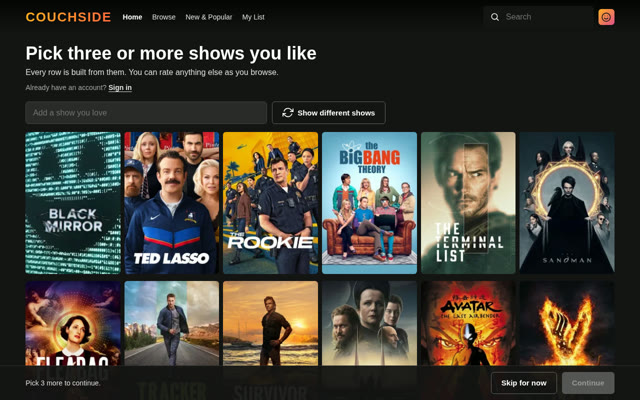 COUCHSIDE
Home
Browse
New & Popular
My List
Search
Pick three or more shows you like
Every row is built from them. You can rate anything else as you browse.
Already have an account? Sign in
Add a show you love
Show different shows
BLACK
MIRROR
TED LASSO
THE
ROOKIE
the
BIG BANG
THEORY
THE
TERMINAL
LIST
SANDMAN
FLEABAG
TRACKER
SURVIVOR
AVATAR
THE LAST AIRBENDER
Pick 3 more to continue.
Skip for now
Continue